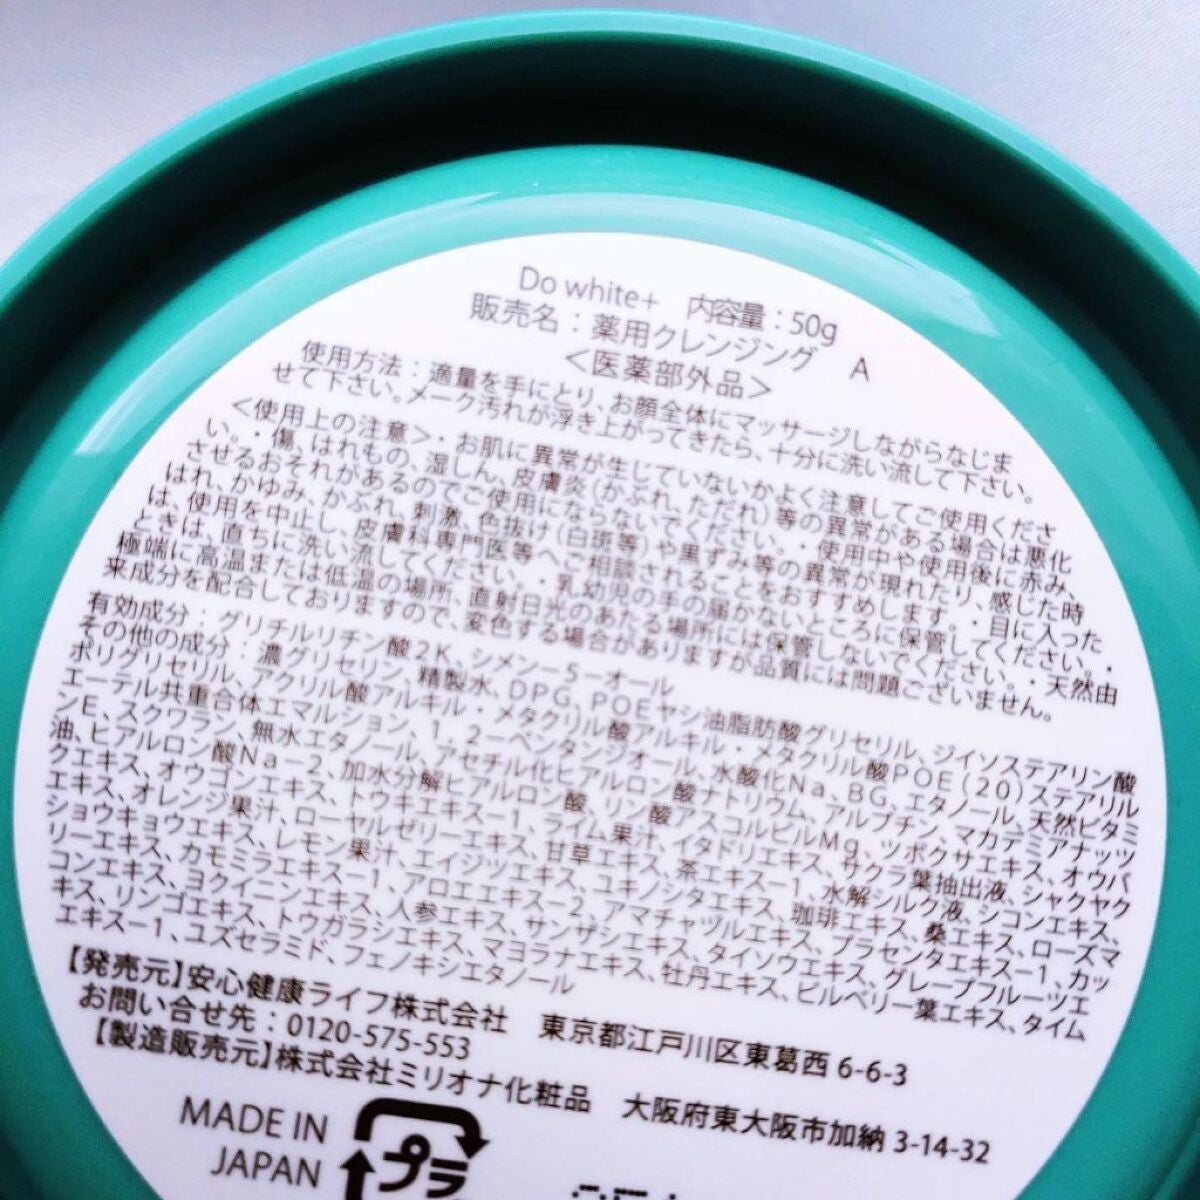 Do white+　内容量：50g
販売名：薬用クレンジング　A
＜医薬部外品＞
使用方法：適量を手にとり、お顔全体にマッサージしながらなじま
せて下さい。メーク汚れが浮き上がってきたら、十分に洗い流して下さい。
＜使用上の注意＞・お肌に異常が生じていないかよく注意してご使用くださ
い。・傷、はれもの、湿しん、皮膚炎（かぶれ、ただれ）等の異常がある場合は悪化
させるおそれがあるのでご使用にならないでください。・使用中や使用後に赤み、
はれ、かゆみ、かぶれ、刺激、色抜け（白斑等）や黒ずみ等の異常が現れたり、感じた時
は、使用を中止し、皮膚科専門医等へご相談されることをおすすめします。・目に入った
ときは、直ちに洗い流してください。・乳幼児の手の届かないところに保管してください。・
極端に高温または低温の場所、直射日光のあたる場所には保管しないでください。・天然由
来成分を配合しておりますので、変色する場合がありますが品質には問題ございません。
有効成分：グリチルリチン酸2K、シメン－5－オール
その他の成分：濃グリセリン、精製水、DPG、POEヤシ油脂肪酸グリセリル、ジイソステアリン酸
ポリグリセリル、アクリル酸アルキル・メタクリル酸アルキル・メタクリル酸POE（20）ステアリル
エーテル共重合体エマルション、1，2－ペンタンジオール、水酸化Na、BG、エタノール、天然ビタミ
ンE、スクワラン、無水エタノール、アセチル化ヒアルロン酸ナトリウム、アルブチン、マカデミアナッツ
油、ヒアルロン酸Na－2、加水分解ヒアルロン酸、リン酸アスコルビルMg、ツボクサエキス、オウバ
クエキス、オウゴンエキス、トウキエキス－1、ライム果汁、イタドリエキス、サクラ葉抽出液、シャクヤク
エキス、オレンジ果汁、ローヤルゼリーエキス、甘草エキス、茶エキス－1、水解シルク液、シコンエキス、
ショウキョウエキス、レモン果汁、エイジツエキス、ユキノシタエキス、珈琲エキス、桑エキス、ローズマ
リーエキス、カモミラエキス－1、アロエエキス－2、アマチャヅルエキス、プラセンタエキス－1、カッ
コンエキス、ヨクイニンエキス、人参エキス、サンザシエキス、タイソウエキス、グレープフルーツエ
キス、リンゴエキス、トウガラシエキス、マヨラナエキス、牡丹エキス、ビルベリー葉エキス、タイム
エキス－1、ユズセラミド、フェノキシエタノール
【発売元】安心健康ライフ株式会社　東京都江戸川区東葛西 6-6-3
お問い合せ先：0120-575-553
【製造販売元】株式会社ミリオナ化粧品　大阪府東大阪市加納 3-14-32
MADE IN
JAPAN
プラ